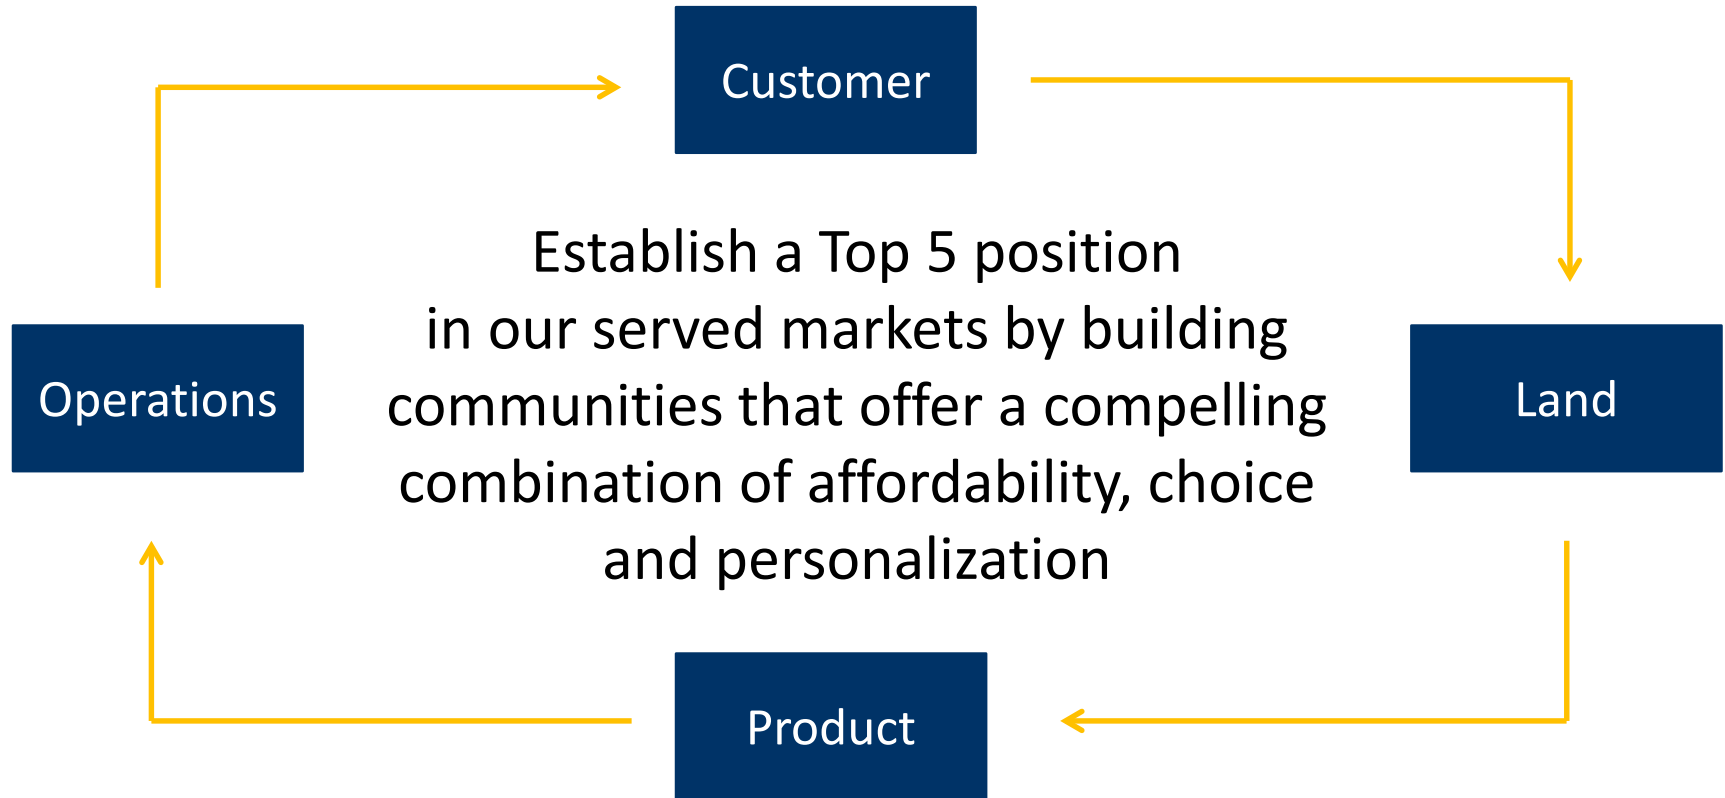 Customer
Establish a Top 5 position
in our served markets by building
Operations
communities that offer a compelling
Land
combination of affordability, choice
and personalization
Product